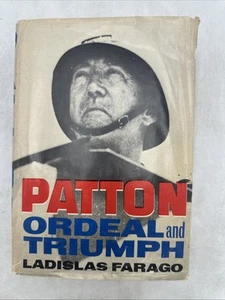 PATTON
ORDEAL and
TRIUMPH
LADISLAS FARAGO